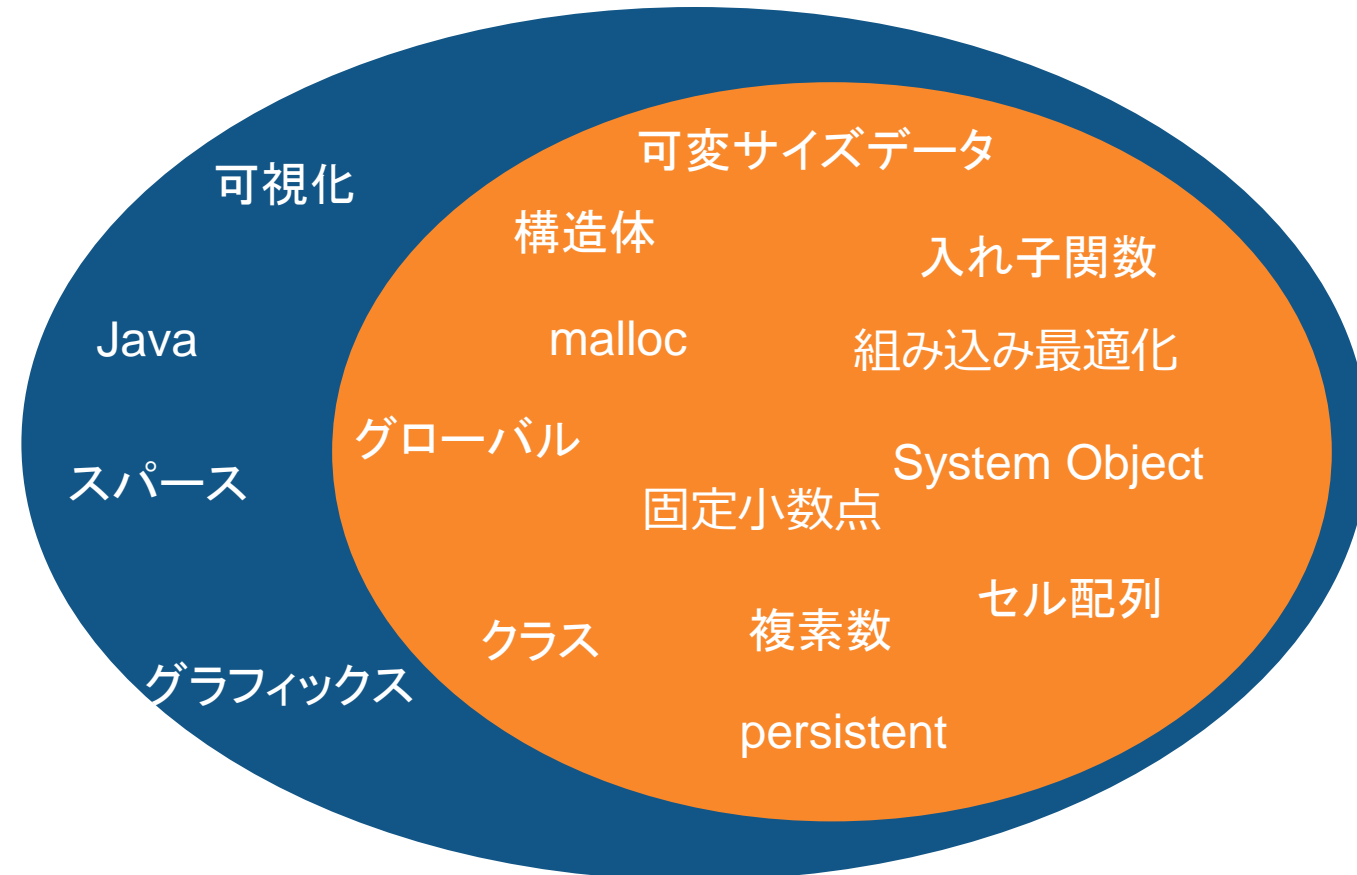 可視化
Java
スパース
グラフィックス
可変サイズデータ
構造体
入れ子関数
malloc
組み込み最適化
グローバル
System Object
固定小数点
セル配列
クラス
複素数
persistent